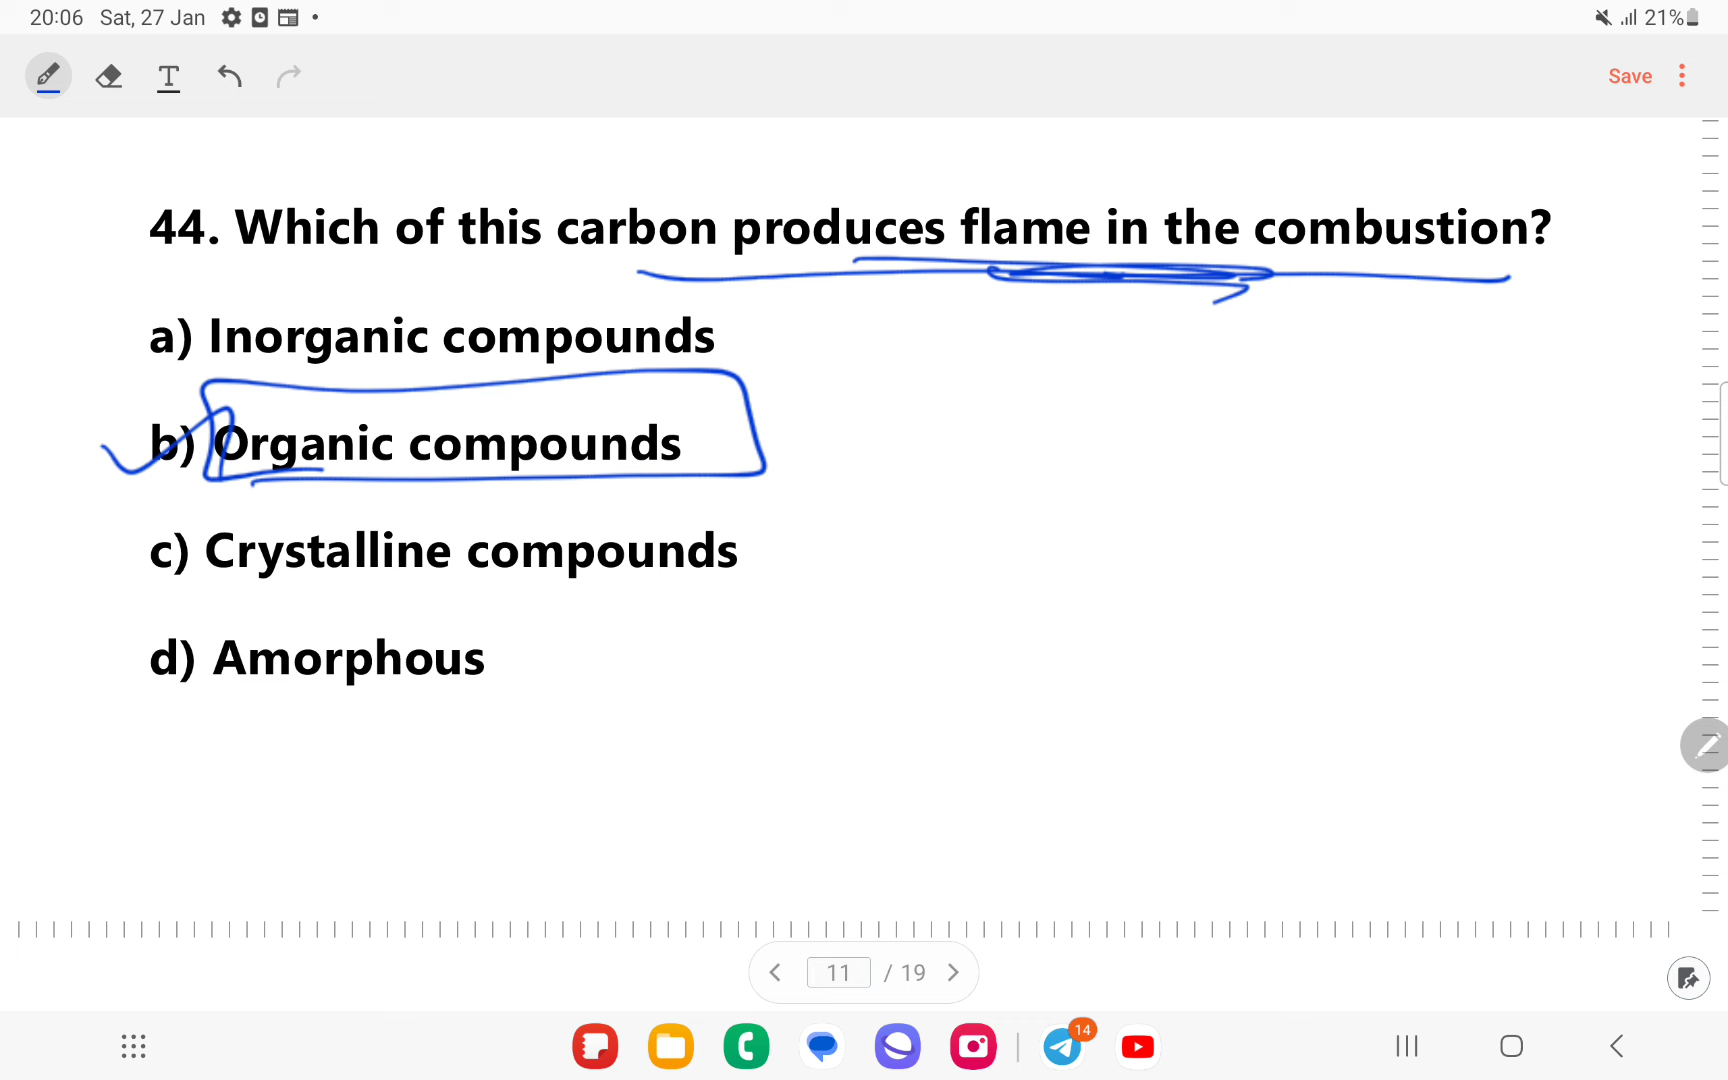 20:06 Sat, 27 Jan
21%
T
Save
44. Which of this carbon produces flame in the combustion?
a) Inorganic compounds
b) Organic compounds
c) Crystalline compounds
d) Amorphous
11 / 19
14